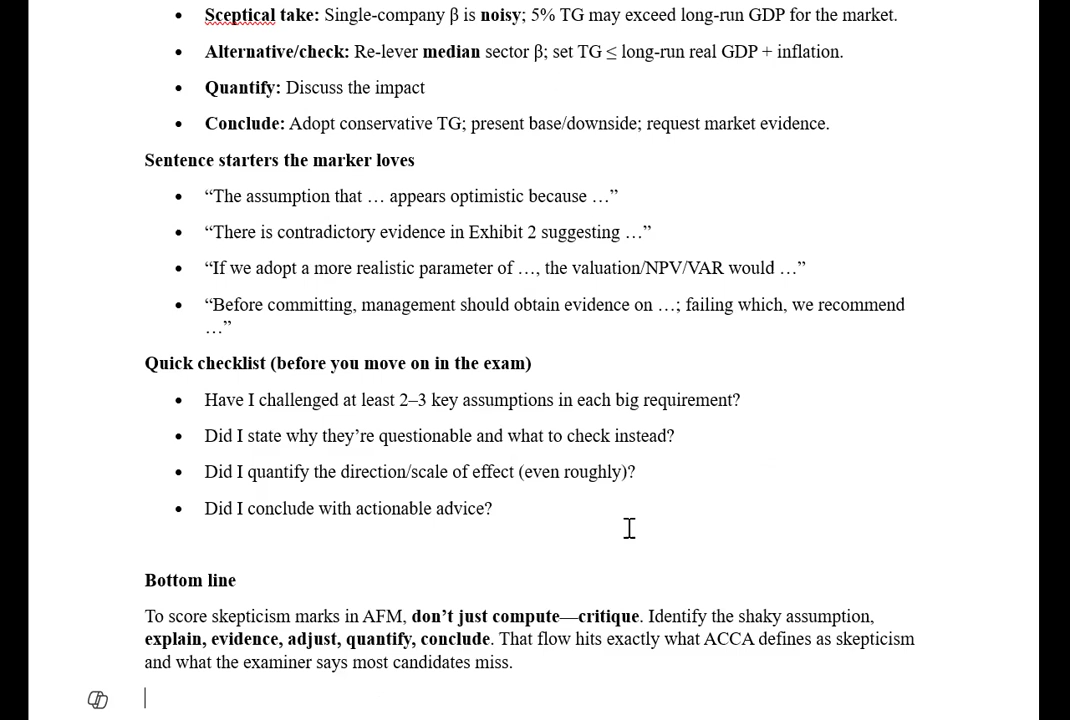 • Sceptical take: Single-company β is noisy; 5% TG may exceed long-run GDP for the market.
• Alternative/check: Re-lever median sector β; set TG ≤ long-run real GDP + inflation.
• Quantify: Discuss the impact
• Conclude: Adopt conservative TG; present base/downside; request market evidence.
Sentence starters the marker loves
• “The assumption that … appears optimistic because …”
• “There is contradictory evidence in Exhibit 2 suggesting …”
• “If we adopt a more realistic parameter of …, the valuation/NPV/VAR would …”
• “Before committing, management should obtain evidence on …; failing which, we recommend
…”
Quick checklist (before you move on in the exam)
• Have I challenged at least 2–3 key assumptions in each big requirement?
• Did I state why they’re questionable and what to check instead?
• Did I quantify the direction/scale of effect (even roughly)?
• Did I conclude with actionable advice?
Bottom line
To score skepticism marks in AFM, don’t just compute—critique. Identify the shaky assumption,
explain, evidence, adjust, quantify, conclude. That flow hits exactly what ACCA defines as skepticism
and what the examiner says most candidates miss.